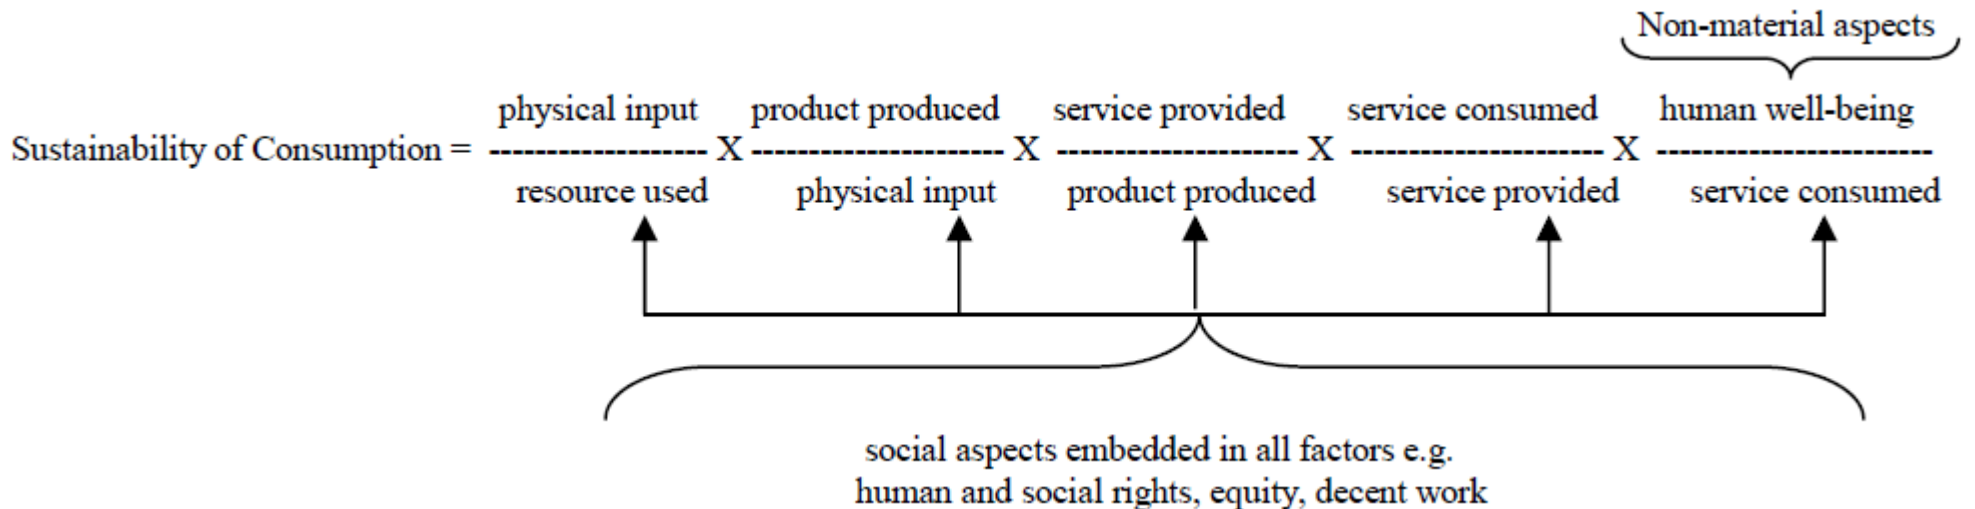 Non-material aspects
physical input product produced service provided service consumed human well-being
Sustainability of Consumption = ------------------- X ---------------------- X --------------------- X ---------------------- X ------------------------
resource used physical input product produced service provided service consumed
social aspects embedded in all factors e.g.
human and social rights, equity, decent work